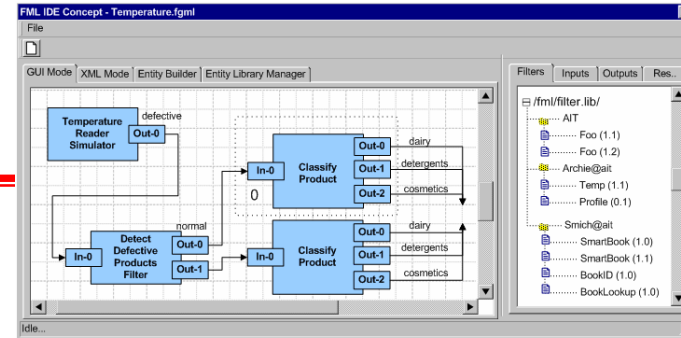 FML IDE Concept - Temperature.fgml
File
GUI Mode XML Mode Entity Builder Entity Library Manager
Temperature
Reader
Simulator
Out-0
defective
In-0
Detect
Defective
Products
Filter
Out-0
Out-1
normal
In-0
0
Classify
Product
Out-0
Out-1
Out-2
dairy
detergents
cosmetics
In-0
Classify
Product
Out-0
Out-1
Out-2
dairy
detergents
cosmetics
Filters Inputs Outputs Res..
/fml/filter.lib/
AIT
Foo (1.1)
Foo (1.2)
Archie@ait
Temp (1.1)
Profile (0.1)
Smich@ait
SmartBook (1.0)
SmartBook (1.1)
BookID (1.0)
BookLookup (1.0)
Idle...